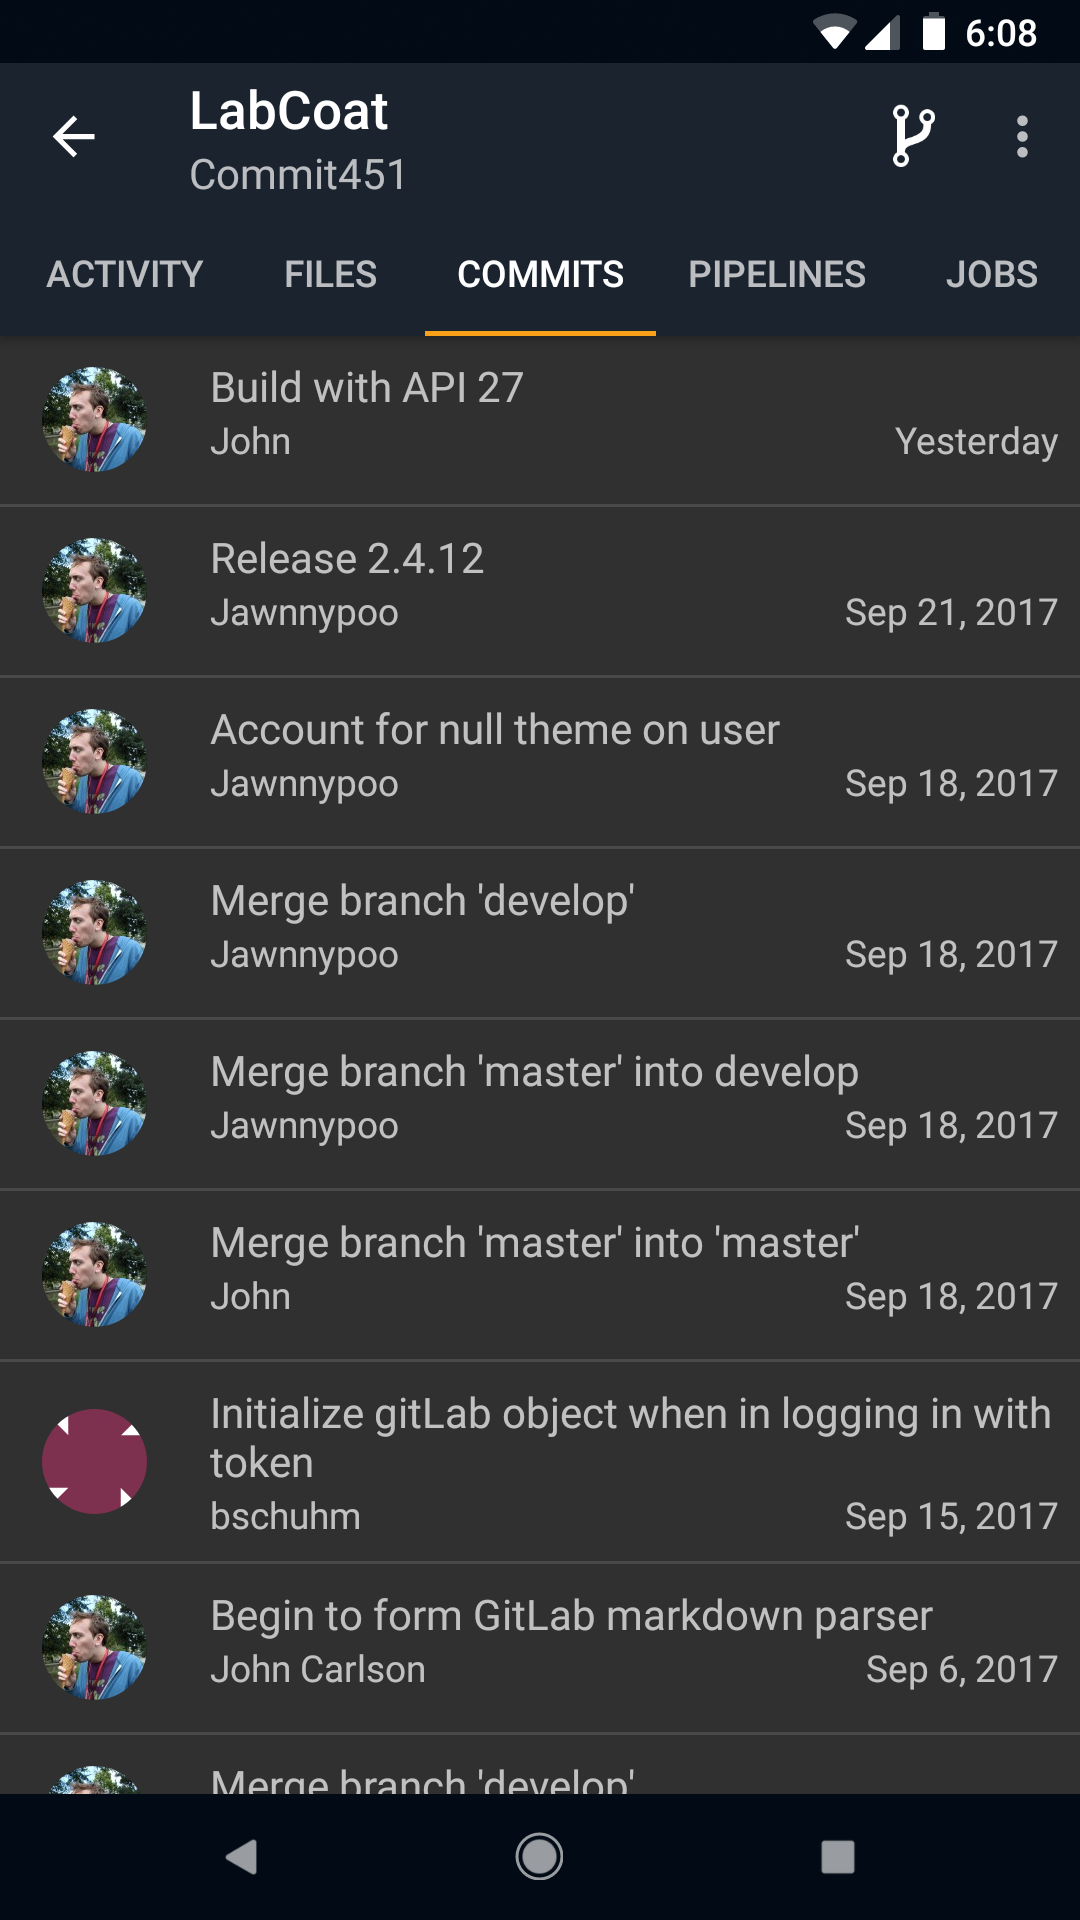 6:08
LabCoat
Commit451
ACTIVITY FILES COMMITS PIPELINES JOBS
Build with API 27
John Yesterday
Release 2.4.12
Jawnnypoo Sep 21, 2017
Account for null theme on user
Jawnnypoo Sep 18, 2017
Merge branch 'develop'
Jawnnypoo Sep 18, 2017
Merge branch 'master' into develop
Jawnnypoo Sep 18, 2017
Merge branch 'master' into 'master'
John Sep 18, 2017
Initialize gitLab object when in logging in with
token
bschuhm Sep 15, 2017
Begin to form GitLab markdown parser
John Carlson Sep 6, 2017
Merge branch 'develop'